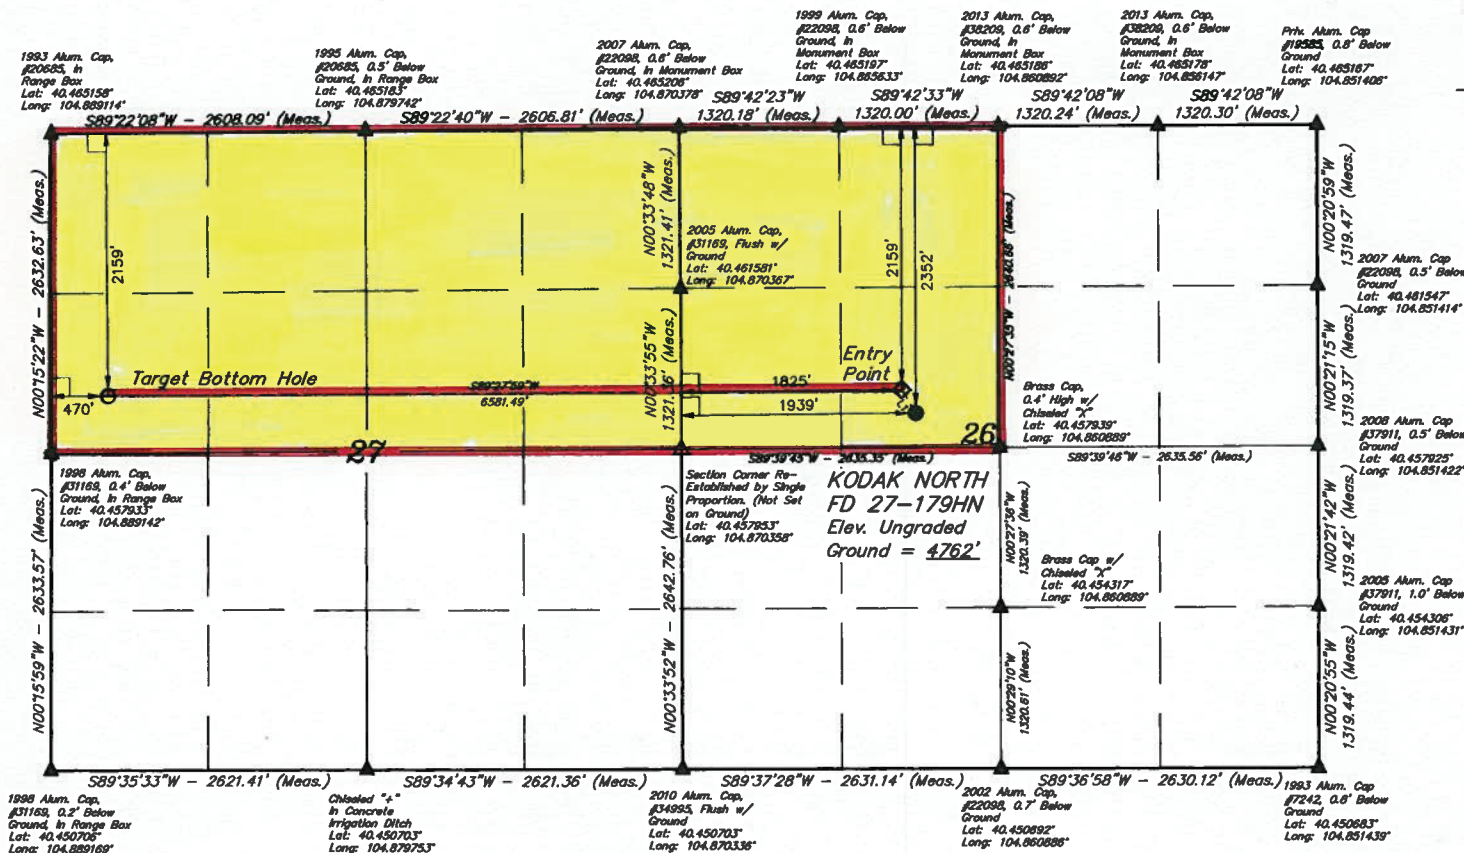 1993 Alum. Cap,
#20685, in
Range Box
Lat: 40.465158°
Long: 104.889114°
1995 Alum. Cap,
#20685, 0.5' Below
Ground, in Range Box
Lat: 40.465183°
Long: 104.879742°
2007 Alum. Cap,
#22098, 0.6' Below
Ground, in Monument Box
Lat: 40.465206°
Long: 104.870378°
1999 Alum. Cap,
#22098, 0.6' Below
Ground, in
Monument Box
Lat: 40.465197°
Long: 104.865633°
2013 Alum. Cap,
#38209, 0.6' Below
Ground, in
Monument Box
Lat: 40.465186°
Long: 104.860892°
2013 Alum. Cap,
#38209, 0.6' Below
Ground, in
Monument Box
Lat: 40.465178°
Long: 104.856147°
Priv. Alum. Cap
#19585, 0.8' Below
Ground
Lat: 40.465167°
Long: 104.851406°
S89°22'08"W - 2608.09' (Meas.)
S89°22'40"W - 2606.81' (Meas.)
S89°42'23"W
1320.18' (Meas.)
S89°42'33"W
1320.00' (Meas.)
S89°42'08"W
1320.24' (Meas.)
S89°42'08"W
1320.30' (Meas.)
N00°15'22"W - 2632.63' (Meas.)
2159'
N00°33'48"W
1321.41' (Meas.)
2005 Alum. Cap,
#31169, Flush w/
Ground
Lat: 40.461581°
Long: 104.870367°
2159'
2352'
N00°27'35"W - 2640.66' (Meas.)
N00°20'59"W
1319.47' (Meas.)
2007 Alum. Cap
#22098, 0.5' Below
Ground
Lat: 40.461547°
Long: 104.851414°
Target Bottom Hole
470'
S89°27'59"W
6581.49'
N00°33'55"W
1321.36' (Meas.)
Entry
Point
1825'
1939'
Brass Cap,
0.4' High w/
Chiseled "X"
Lat: 40.457939°
Long: 104.860889°
N00°21'15"W
1319.37' (Meas.)
2008 Alum. Cap
#37911, 0.5' Below
Ground
Lat: 40.457925°
Long: 104.851422°
27
26
S89°39'45"W - 2635.35' (Meas.)
S89°39'46"W - 2635.56' (Meas.)
1998 Alum. Cap,
#31169, 0.4' Below
Ground, in Range Box
Lat: 40.457933°
Long: 104.889142°
Section Corner Re-
Established by Single
Proportion. (Not Set
on Ground)
Lat: 40.457953°
Long: 104.870358°
KODAK NORTH
FD 27-179HN
Elev. Ungraded
Ground = 4762'
N00°15'59"W - 2633.57' (Meas.)
N00°33'52"W - 2642.76' (Meas.)
N00°27'36"W
1320.39' (Meas.)
Brass Cap w/
Chiseled "X"
Lat: 40.454317°
Long: 104.860889°
N00°21'42"W
1319.42' (Meas.)
2005 Alum. Cap
#37911, 1.0' Below
Ground
Lat: 40.454306°
Long: 104.851431°
N00°29'10"W
1320.61' (Meas.)
N00°20'55"W
1319.44' (Meas.)
S89°35'33"W - 2621.41' (Meas.)
S89°34'43"W - 2621.36' (Meas.)
S89°37'28"W - 2631.14' (Meas.)
S89°36'58"W - 2630.12' (Meas.)
1998 Alum. Cap,
#31169, 0.2' Below
Ground, in Range Box
Lat: 40.450706°
Long: 104.889169°
Chiseled "+"
in Concrete
Irrigation Ditch
Lat: 40.450703°
Long: 104.879753°
2010 Alum. Cap,
#34995, Flush w/
Ground
Lat: 40.450703°
Long: 104.870336°
2002 Alum. Cap,
#22098, 0.7' Below
Ground
Lat: 40.450692°
Long: 104.860886°
1993 Alum. Cap
#7242, 0.8' Below
Ground
Lat: 40.450683°
Long: 104.851439°